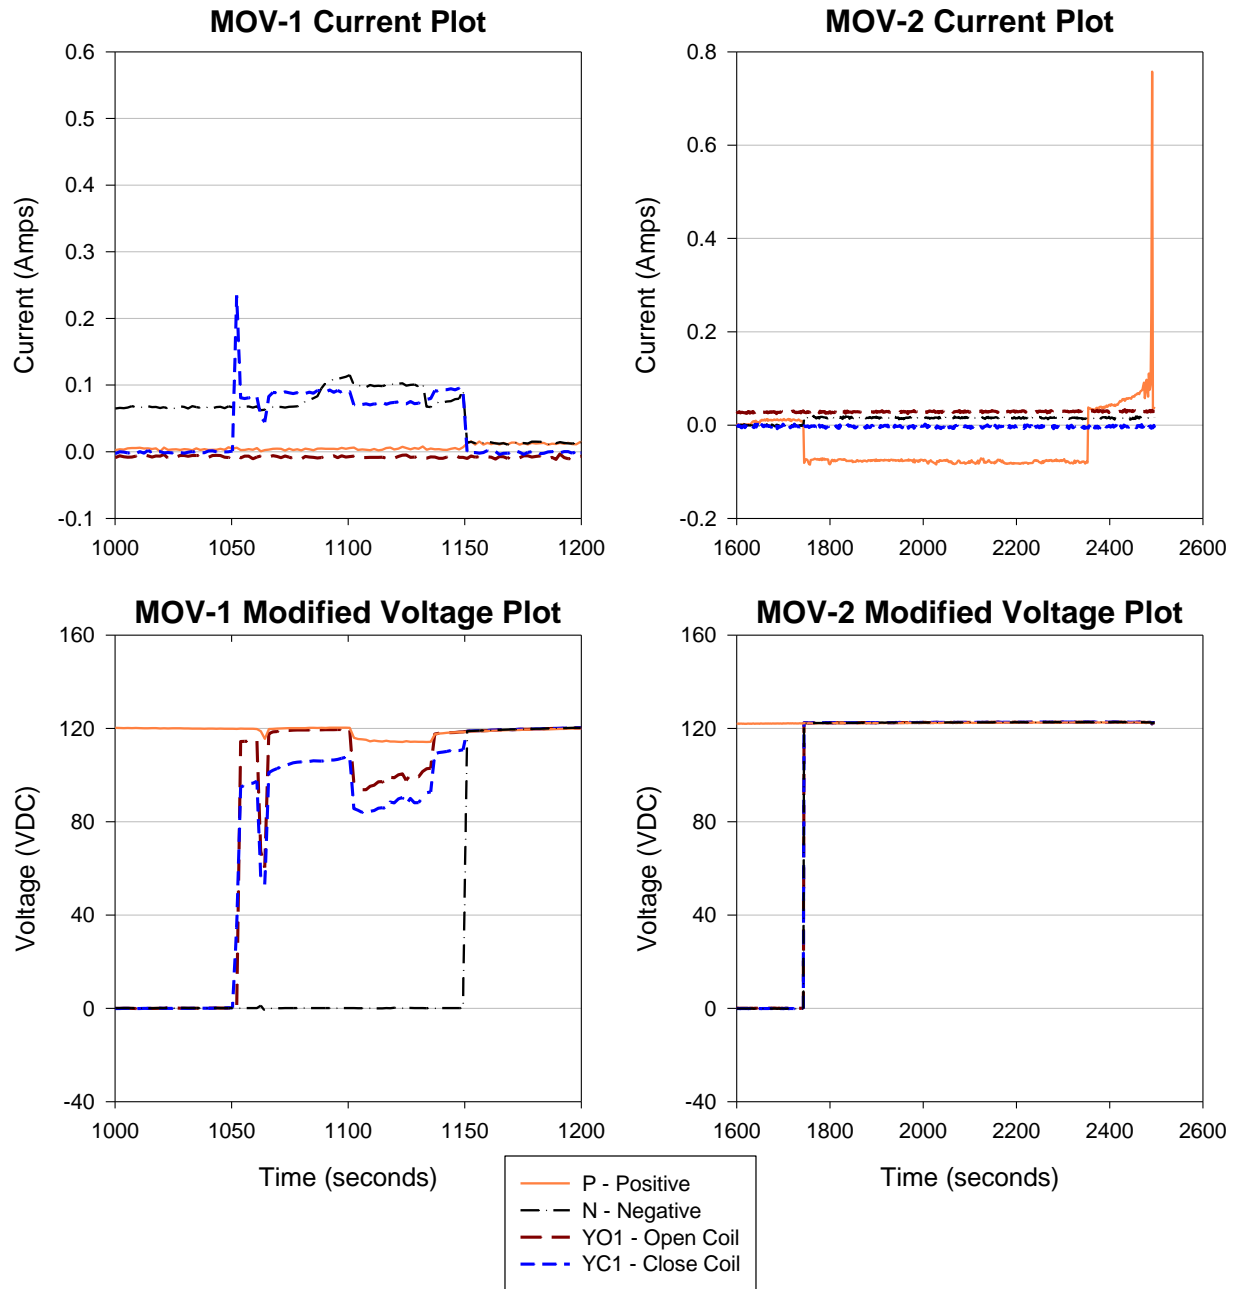 MOV-1 Current Plot
0.6
0.5
0.4
0.3
0.2
0.1
0.0
-0.1
Current (Amps)
1000 1050 1100 1150 1200
MOV-2 Current Plot
0.8
0.6
0.4
0.2
0.0
-0.2
Current (Amps)
1600 1800 2000 2200 2400 2600
MOV-1 Modified Voltage Plot
160
120
80
40
0
-40
Voltage (VDC)
1000 1050 1100 1150 1200
Time (seconds)
MOV-2 Modified Voltage Plot
160
120
80
40
0
-40
Voltage (VDC)
1600 1800 2000 2200 2400 2600
Time (seconds)
P - Positive
N - Negative
YO1 - Open Coil
YC1 - Close Coil